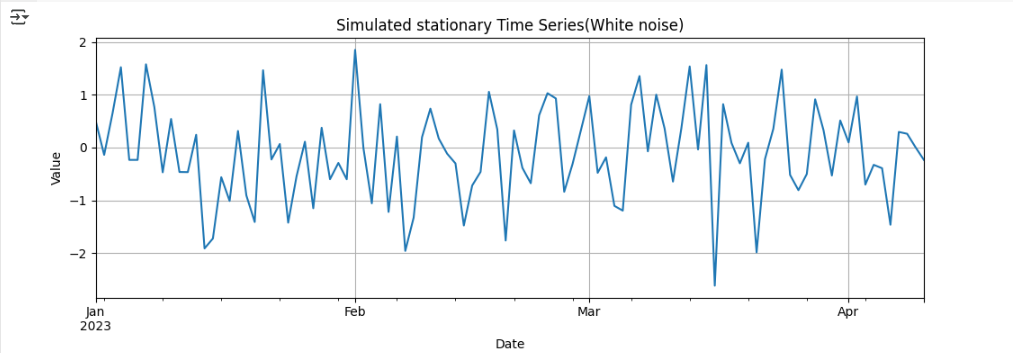 Simulated stationary Time Series(White noise)
2
1
0
−1
−2
Value
Jan
2023
Feb
Mar
Apr
Date